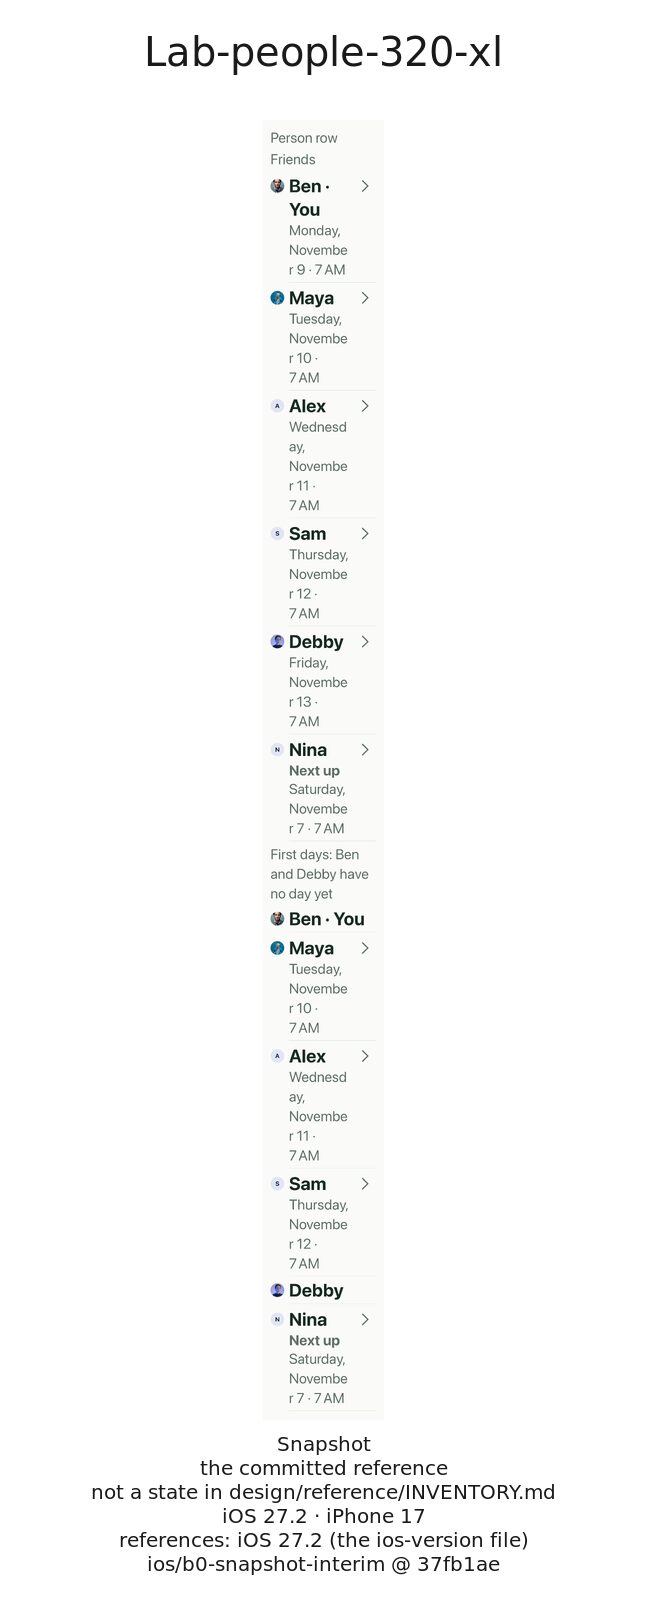 Lab-people-320-xl
Person row
Friends
Ben ·
You
Monday,
Novembe
r 9 · 7 AM
Maya
Tuesday,
Novembe
r 10 ·
7 AM
A
Alex
Wednesd
ay,
Novembe
r 11 ·
7 AM
S
Sam
Thursday,
Novembe
r 12 ·
7 AM
Debby
Friday,
Novembe
r 13 ·
7 AM
N
Nina
Next up
Saturday,
Novembe
r 7 · 7 AM
First days: Ben
and Debby have
no day yet
Ben · You
Maya
Tuesday,
Novembe
r 10 ·
7 AM
A
Alex
Wednesd
ay,
Novembe
r 11 ·
7 AM
S
Sam
Thursday,
Novembe
r 12 ·
7 AM
Debby
N
Nina
Next up
Saturday,
Novembe
r 7 · 7 AM
Snapshot
the committed reference
not a state in design/reference/INVENTORY.md
iOS 27.2 · iPhone 17
references: iOS 27.2 (the ios-version file)
ios/b0-snapshot-interim @ 37fb1ae